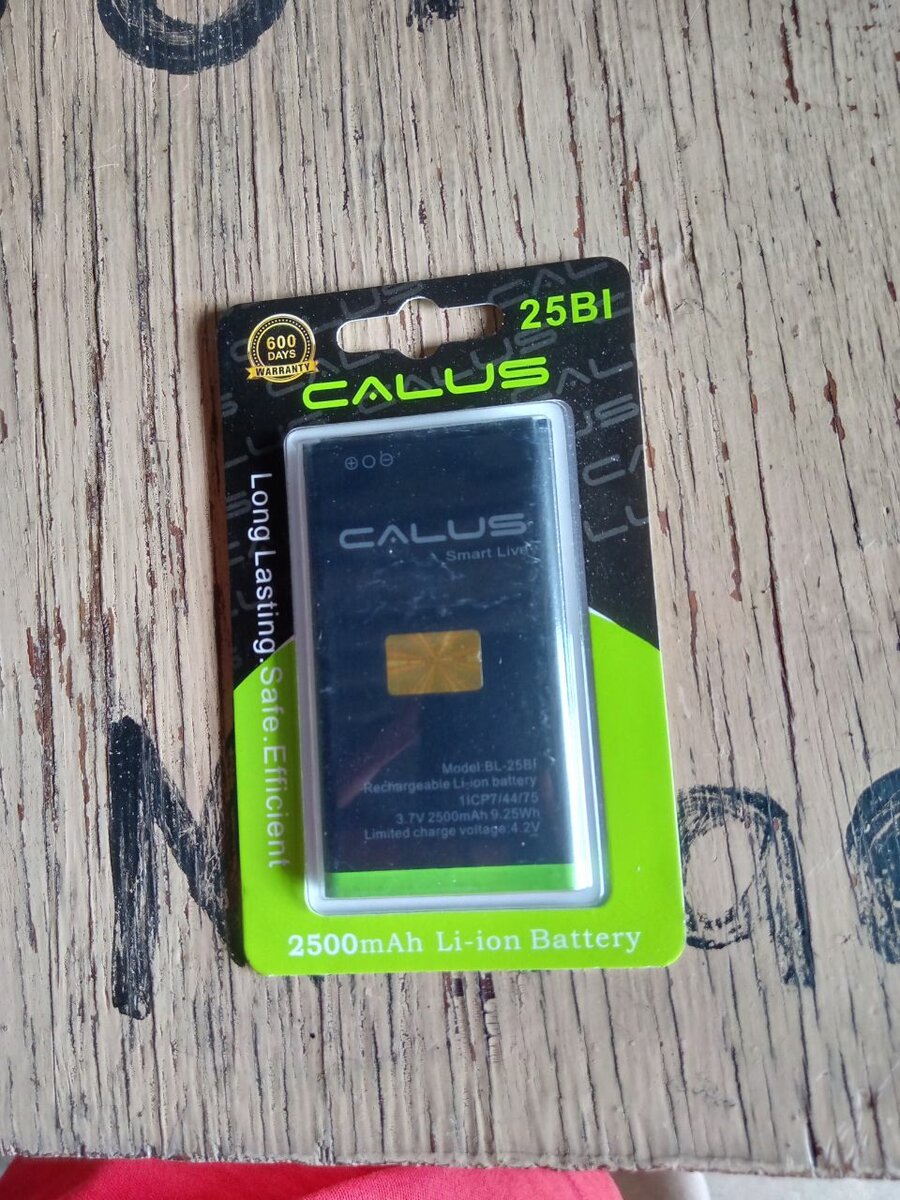 25BI
600
DAYS
WARRANTY
CALUS
Long Lasting.Safe.Efficient
⊕○⊖
CALUS
Smart Live
Model:BL-25BI
Rechargeable Li-ion battery
1ICP7/44/75
3.7V 2500mAh 9.25Wh
Limited charge voltage:4.2V
2500mAh Li-ion Battery